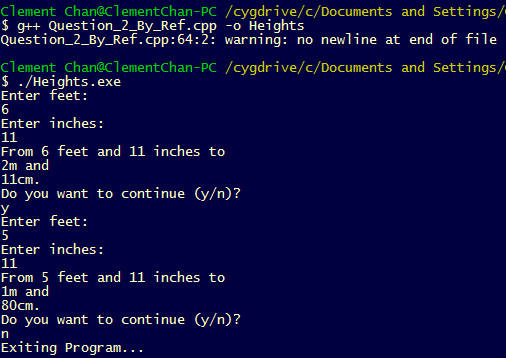 Clement Chan@ClementChan-PC /cygdrive/c/Documents and Settings/
$ g++ Question_2_By_Ref.cpp -o Heights
Question_2_By_Ref.cpp:64:2: warning: no newline at end of file
Clement Chan@ClementChan-PC /cygdrive/c/Documents and Settings/
$ ./Heights.exe
Enter feet:
6
Enter inches:
11
From 6 feet and 11 inches to
2m and
11cm.
Do you want to continue (y/n)?
y
Enter feet:
5
Enter inches:
11
From 5 feet and 11 inches to
1m and
80cm.
Do you want to continue (y/n)?
n
Exiting Program...